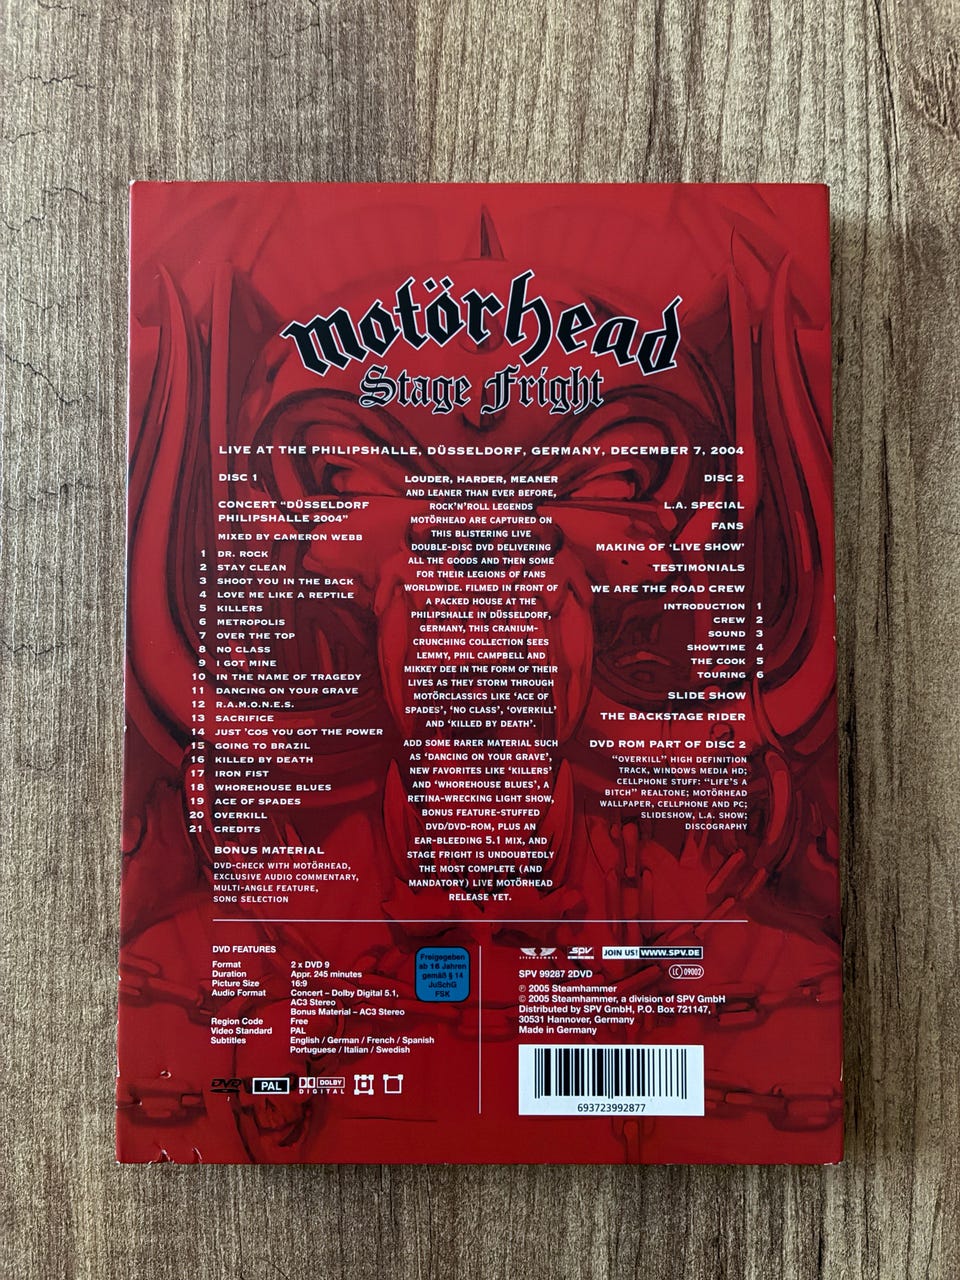 motörhead
Stage Fright
LIVE AT THE PHILIPSHALLE, DÜSSELDORF, GERMANY, DECEMBER 7, 2004
DISC 1
CONCERT “DÜSSELDORF
PHILIPSHALLE 2004”
MIXED BY CAMERON WEBB
1 DR. ROCK
2 STAY CLEAN
3 SHOOT YOU IN THE BACK
4 LOVE ME LIKE A REPTILE
5 KILLERS
6 METROPOLIS
7 OVER THE TOP
8 NO CLASS
9 I GOT MINE
10 IN THE NAME OF TRAGEDY
11 DANCING ON YOUR GRAVE
12 R.A.M.O.N.E.S.
13 SACRIFICE
14 JUST 'COS YOU GOT THE POWER
15 GOING TO BRAZIL
16 KILLED BY DEATH
17 IRON FIST
18 WHOREHOUSE BLUES
19 ACE OF SPADES
20 OVERKILL
21 CREDITS
BONUS MATERIAL
DVD-CHECK WITH MOTÖRHEAD,
EXCLUSIVE AUDIO COMMENTARY,
MULTI-ANGLE FEATURE,
SONG SELECTION
LOUDER, HARDER, MEANER
AND LEANER THAN EVER BEFORE,
ROCK'N'ROLL LEGENDS
MOTÖRHEAD ARE CAPTURED ON
THIS BLISTERING LIVE
DOUBLE-DISC DVD DELIVERING
ALL THE GOODS AND THEN SOME
FOR THEIR LEGIONS OF FANS
WORLDWIDE. FILMED IN FRONT OF
A PACKED HOUSE AT THE
PHILIPSHALLE IN DÜSSELDORF,
GERMANY, THIS CRANIUM-
CRUNCHING COLLECTION SEES
LEMMY, PHIL CAMPBELL AND
MIKKEY DEE IN THE FORM OF THEIR
LIVES AS THEY STORM THROUGH
MOTÖRCLASSICS LIKE ‘ACE OF
SPADES’, ‘NO CLASS’, ‘OVERKILL’
AND ‘KILLED BY DEATH’.
ADD SOME RARER MATERIAL SUCH
AS ‘DANCING ON YOUR GRAVE’,
NEW FAVORITES LIKE ‘KILLERS’
AND ‘WHOREHOUSE BLUES’, A
RETINA-WRECKING LIGHT SHOW,
BONUS FEATURE-STUFFED
DVD/DVD-ROM, PLUS AN
EAR-BLEEDING 5.1 MIX, AND
STAGE FRIGHT IS UNDOUBTEDLY
THE MOST COMPLETE (AND
MANDATORY) LIVE MOTÖRHEAD
RELEASE YET.
DISC 2
L.A. SPECIAL
FANS
MAKING OF ‘LIVE SHOW’
TESTIMONIALS
WE ARE THE ROAD CREW
INTRODUCTION 1
CREW 2
SOUND 3
SHOWTIME 4
THE COOK 5
TOURING 6
SLIDE SHOW
THE BACKSTAGE RIDER
DVD ROM PART OF DISC 2
“OVERKILL” HIGH DEFINITION
TRACK, WINDOWS MEDIA HD;
CELLPHONE STUFF: “LIFE'S A
BITCH” REALTONE; MOTÖRHEAD
WALLPAPER, CELLPHONE AND PC;
SLIDESHOW, L.A. SHOW;
DISCOGRAPHY
DVD FEATURES
Format 2 x DVD 9
Duration Appr. 245 minutes
Picture Size 16:9
Audio Format Concert – Dolby Digital 5.1,
AC3 Stereo
Bonus Material – AC3 Stereo
Region Code Free
Video Standard PAL
Subtitles English / German / French / Spanish
Portuguese / Italian / Swedish
Freigegeben
ab 16 Jahren
gemäß § 14
JuSchG
FSK
DVD PAL DOLBY
DIGITAL
STEAMHAMMER SPV JOIN US! WWW.SPV.DE
SPV 99287 2DVD LC 09002
℗ 2005 Steamhammer
© 2005 Steamhammer, a division of SPV GmbH
Distributed by SPV GmbH, P.O. Box 721147,
30531 Hannover, Germany
Made in Germany
693723992877